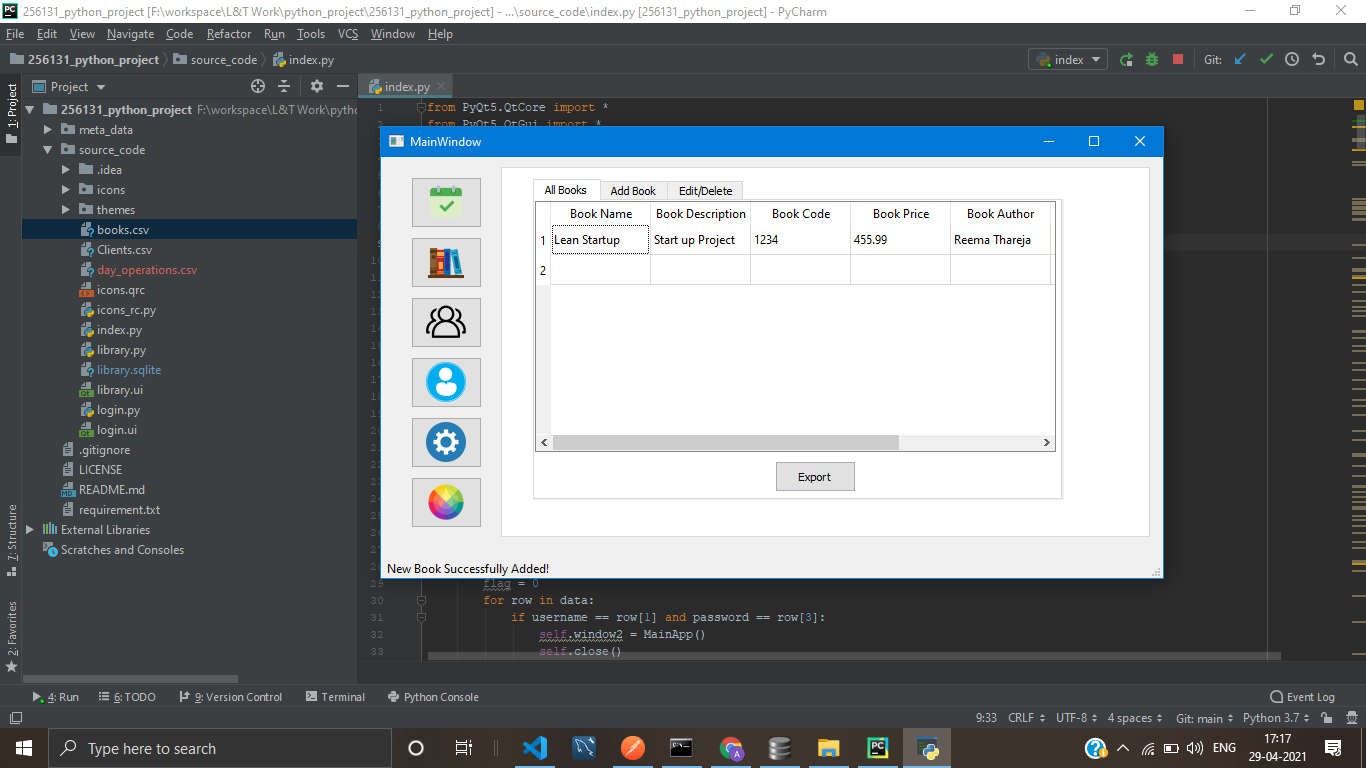 256131_python_project [F:\workspace\L&T Work\python_project\256131_python_project] - ...\source_code\index.py [256131_python_project] - PyCharm
File Edit View Navigate Code Refactor Run Tools VCS Window Help
256131_python_project source_code index.py index Git:
1: Project
Project
index.py
256131_python_project F:\workspace\L&T Work\pytho
meta_data
source_code
.idea
icons
themes
books.csv
Clients.csv
day_operations.csv
icons.qrc
icons_rc.py
index.py
library.py
library.sqlite
library.ui
login.py
login.ui
.gitignore
LICENSE
README.md
requirement.txt
External Libraries
Scratches and Consoles
7: Structure
2: Favorites
1 from PyQt5.QtCore import *
from PyQt5.QtGui import *
MainWindow
All Books Add Book Edit/Delete
Book Name Book Description Book Code Book Price Book Author
1 Lean Startup Start up Project 1234 455.99 Reema Thareja
2
Export
New Book Successfully Added!
29 flag = 0
30 for row in data:
31 if username == row[1] and password == row[3]:
32 self.window2 = MainApp()
33 self.close()
4: Run 6: TODO 9: Version Control Terminal Python Console Event Log
9:33 CRLF UTF-8 4 spaces Git: main Python 3.7
Type here to search
ENG
17:17
29-04-2021